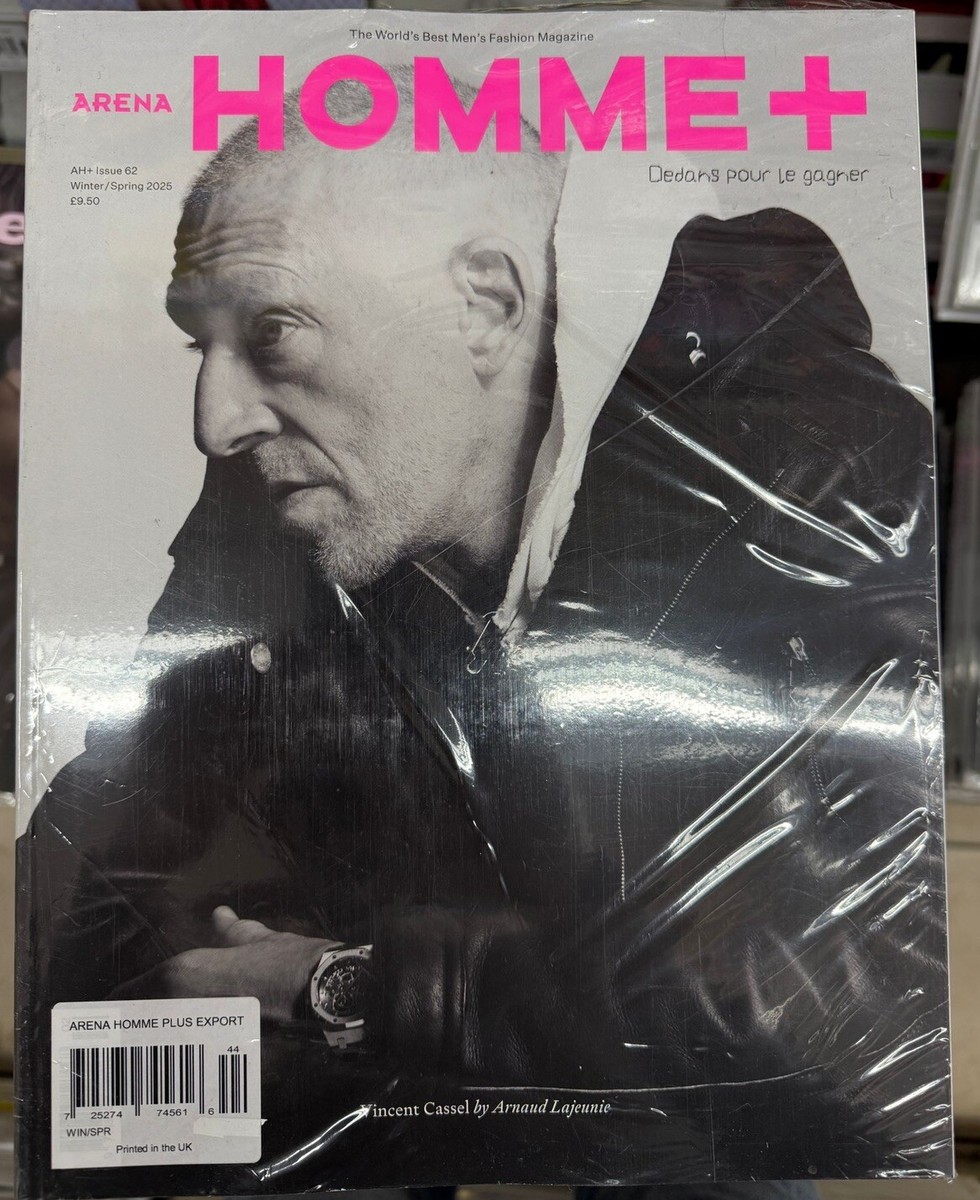 The World's Best Men's Fashion Magazine
ARENA HOMME+
AH+ Issue 62
Winter/Spring 2025
£9.50
Dedans pour le gagner
ARENA HOMME PLUS EXPORT
44
7 25274 74561 6
WIN/SPR
Printed in the UK
Vincent Cassel by Arnaud Lajeunie
e